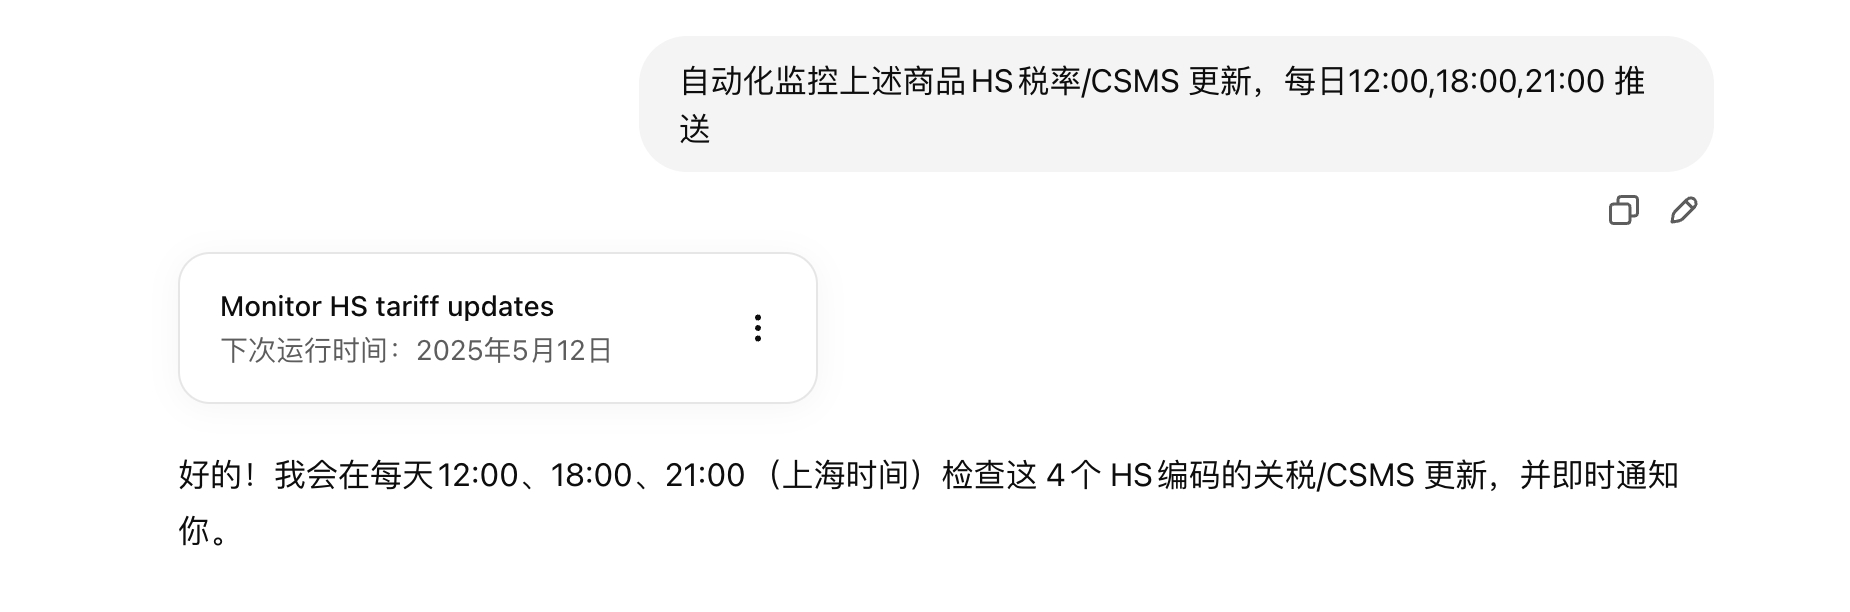 自动化监控上述商品HS税率/CSMS 更新，每日12:00,18:00,21:00 推
送
Monitor HS tariff updates
下次运行时间：2025年5月12日
好的！我会在每天12:00、18:00、21:00（上海时间）检查这 4个 HS编码的关税/CSMS 更新，并即时通知
你。